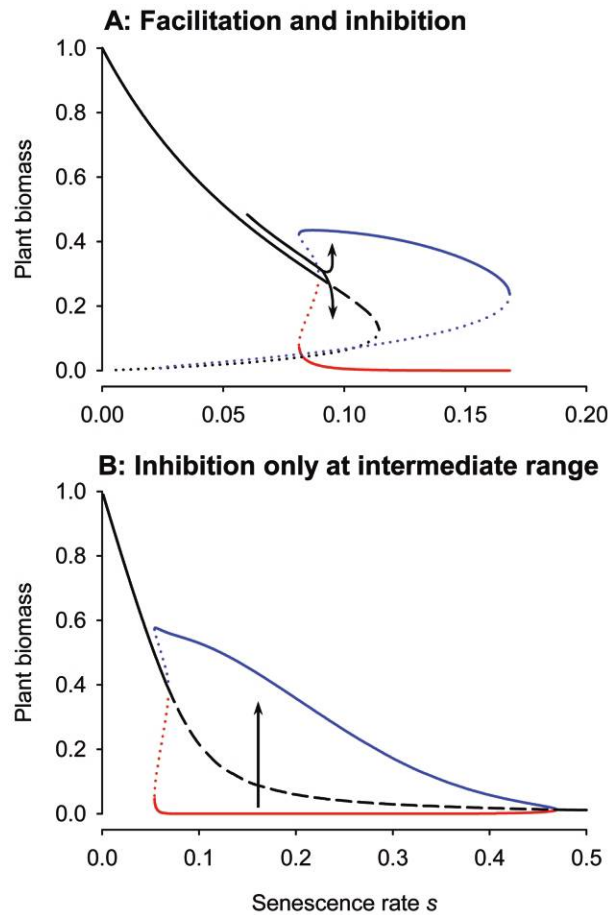 A: Facilitation and inhibition
Plant biomass
1.0
0.8
0.6
0.4
0.2
0.0
0.00 0.05 0.10 0.15 0.20
B: Inhibition only at intermediate range
Plant biomass
1.0
0.8
0.6
0.4
0.2
0.0
0.0 0.1 0.2 0.3 0.4 0.5
Senescence rate s